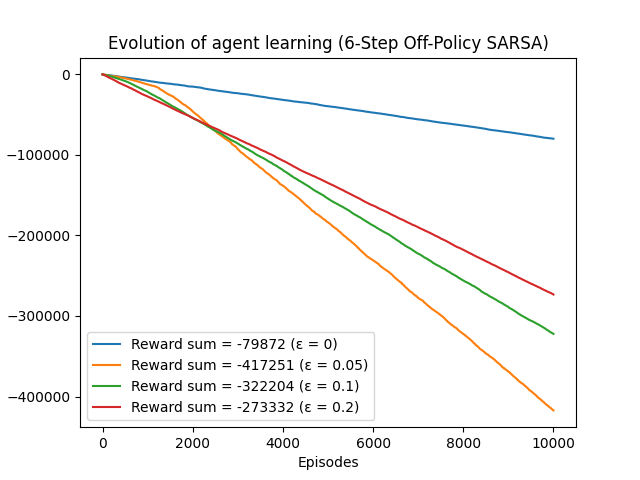 Evolution of agent learning (6-Step Off-Policy SARSA)
0
−100000
−200000
−300000
−400000
Reward sum = -79872 (ε = 0)
Reward sum = -417251 (ε = 0.05)
Reward sum = -322204 (ε = 0.1)
Reward sum = -273332 (ε = 0.2)
0 2000 4000 6000 8000 10000
Episodes